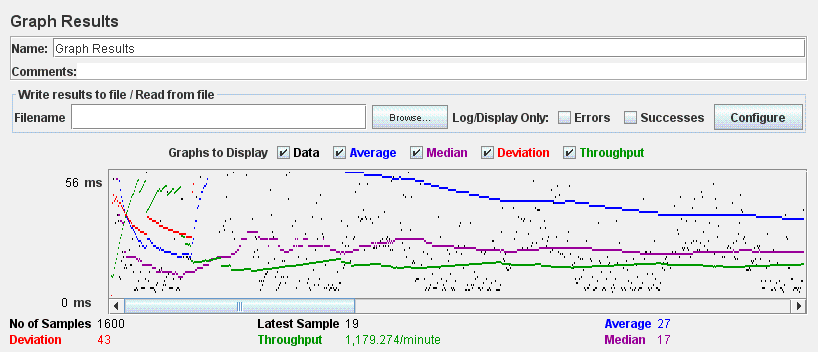 Graph Results
Name: Graph Results
Comments:
Write results to file / Read from file
Filename Browse... Log/Display Only: Errors Successes Configure
Graphs to Display Data Average Median Deviation Throughput
56 ms
0 ms
No of Samples 1600 Latest Sample 19 Average 27
Deviation 43 Throughput 1,179.274/minute Median 17